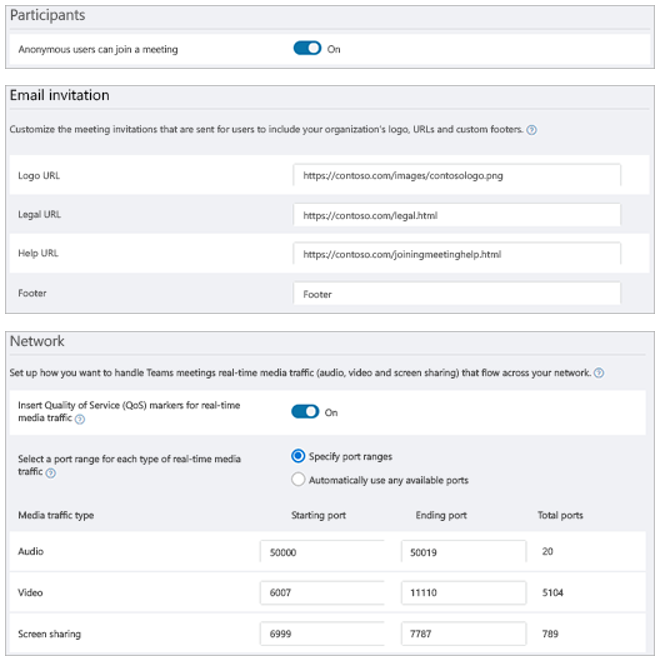 Participants
Anonymous users can join a meeting On
Email invitation
Customize the meeting invitations that are sent for users to include your organization's logo, URLs and custom footers. ?
Logo URL https://contoso.com/images/contosologo.png
Legal URL https://contoso.com/legal.html
Help URL https://contoso.com/joiningmeetinghelp.html
Footer Footer
Network
Set up how you want to handle Teams meetings real-time media traffic (audio, video and screen sharing) that flow across your network. ?
Insert Quality of Service (QoS) markers for real-time
media traffic ? On
Select a port range for each type of real-time media
traffic ?
Specify port ranges
Automatically use any available ports
Media traffic type Starting port Ending port Total ports
Audio 50000 50019 20
Video 6007 11110 5104
Screen sharing 6999 7787 789